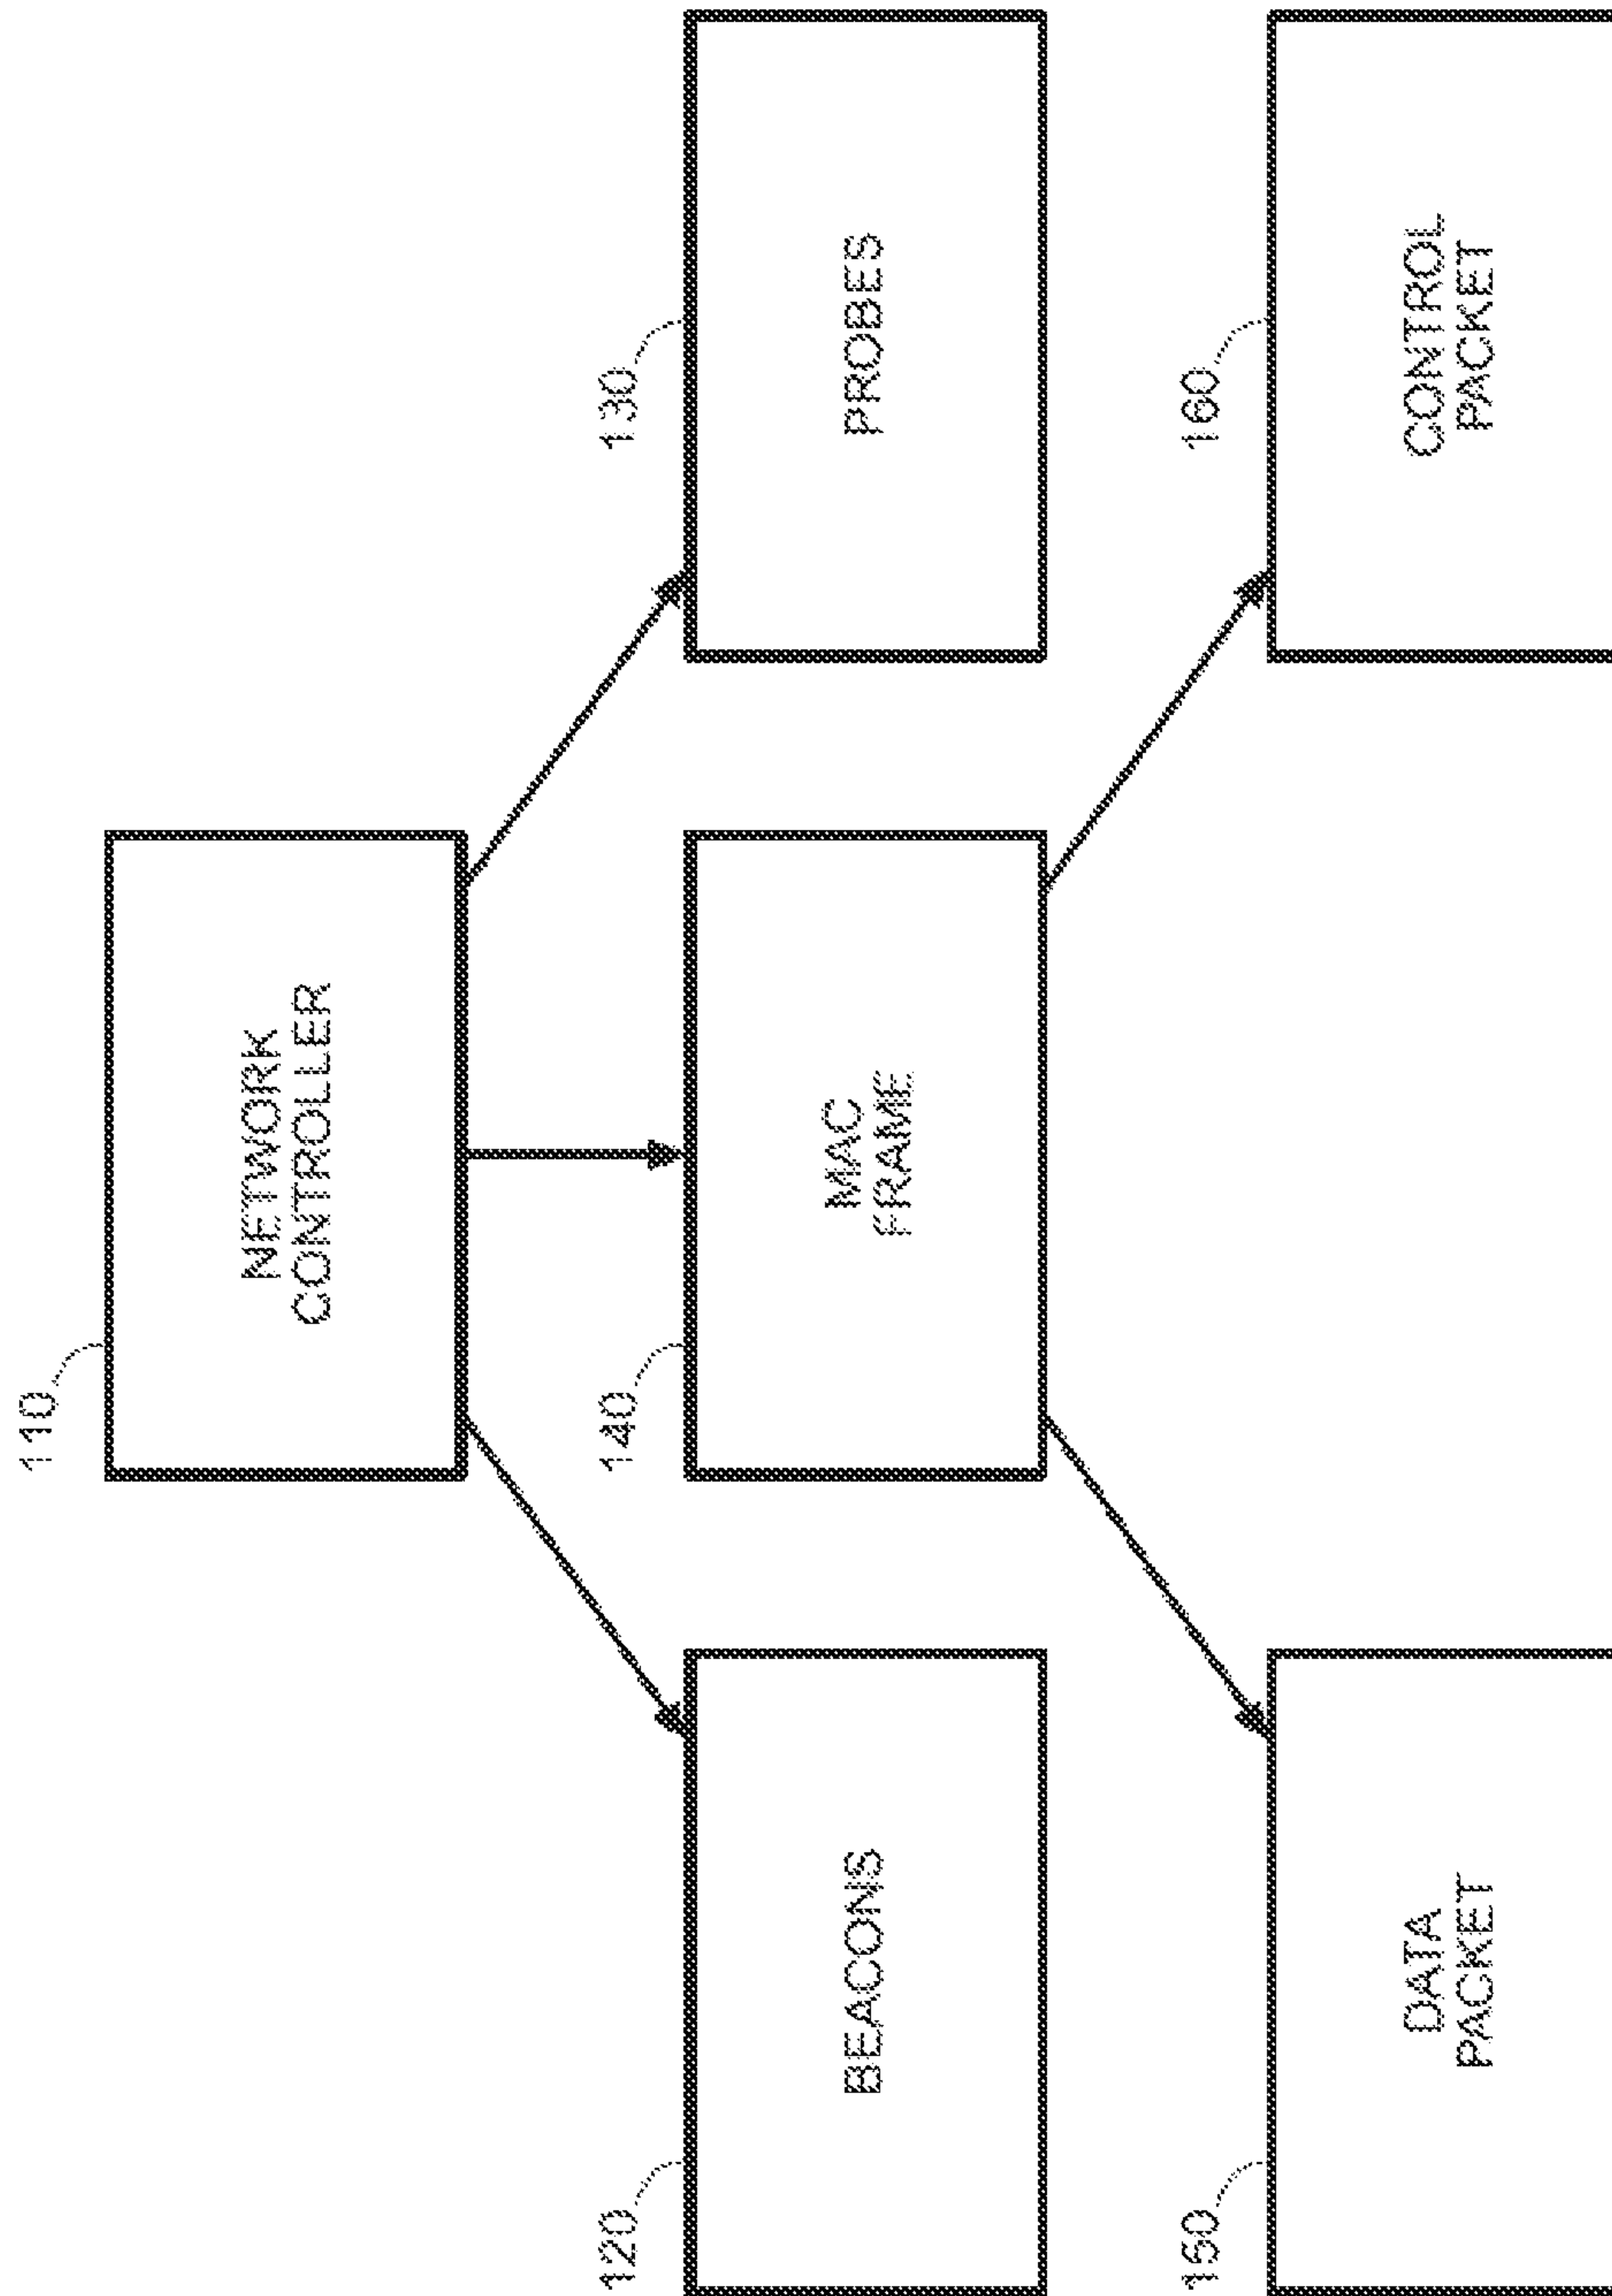 110
NETWORK
CONTROLLER
120
BEACONS
140
MAC
FRAME
130
PROBES
150
DATA
PACKET
160
CONTROL
PACKET